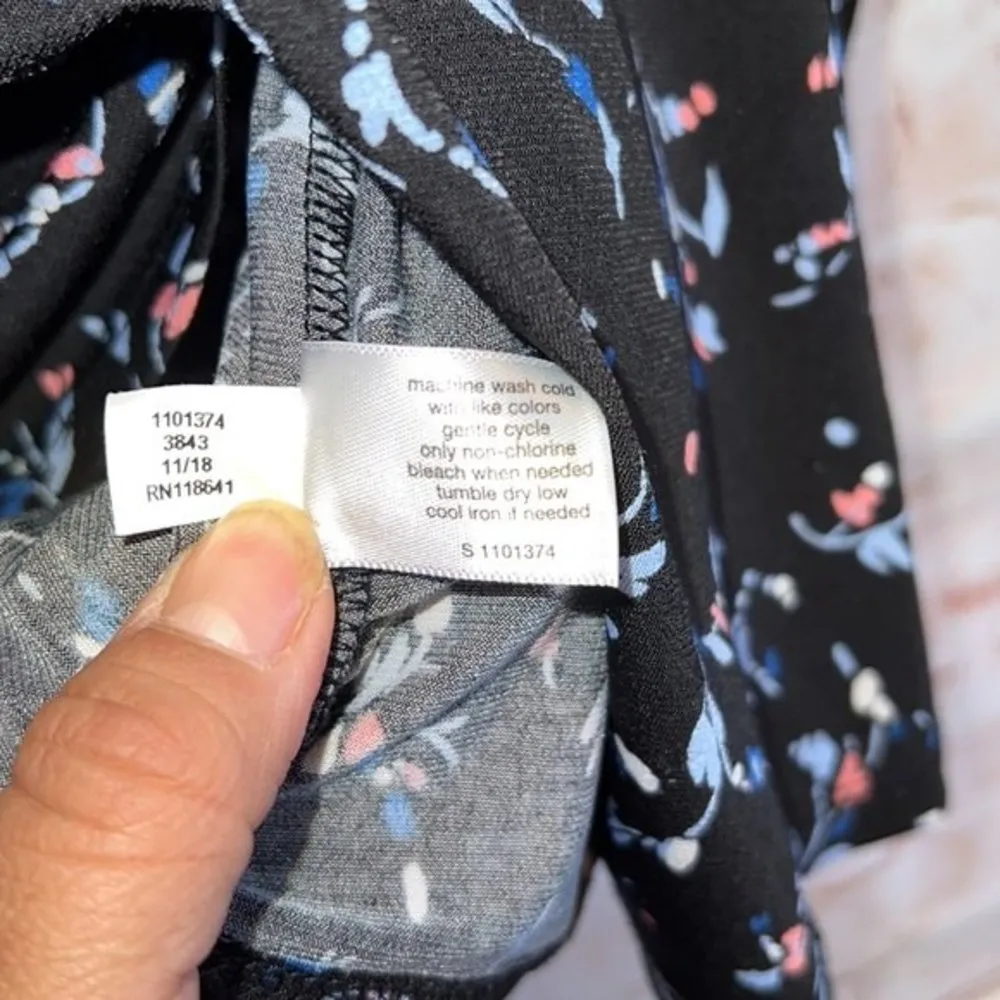 1101374
3843
11/18
RN118641
machine wash cold
with like colors
gentle cycle
only non-chlorine
bleach when needed
tumble dry low
cool iron if needed
S 1101374